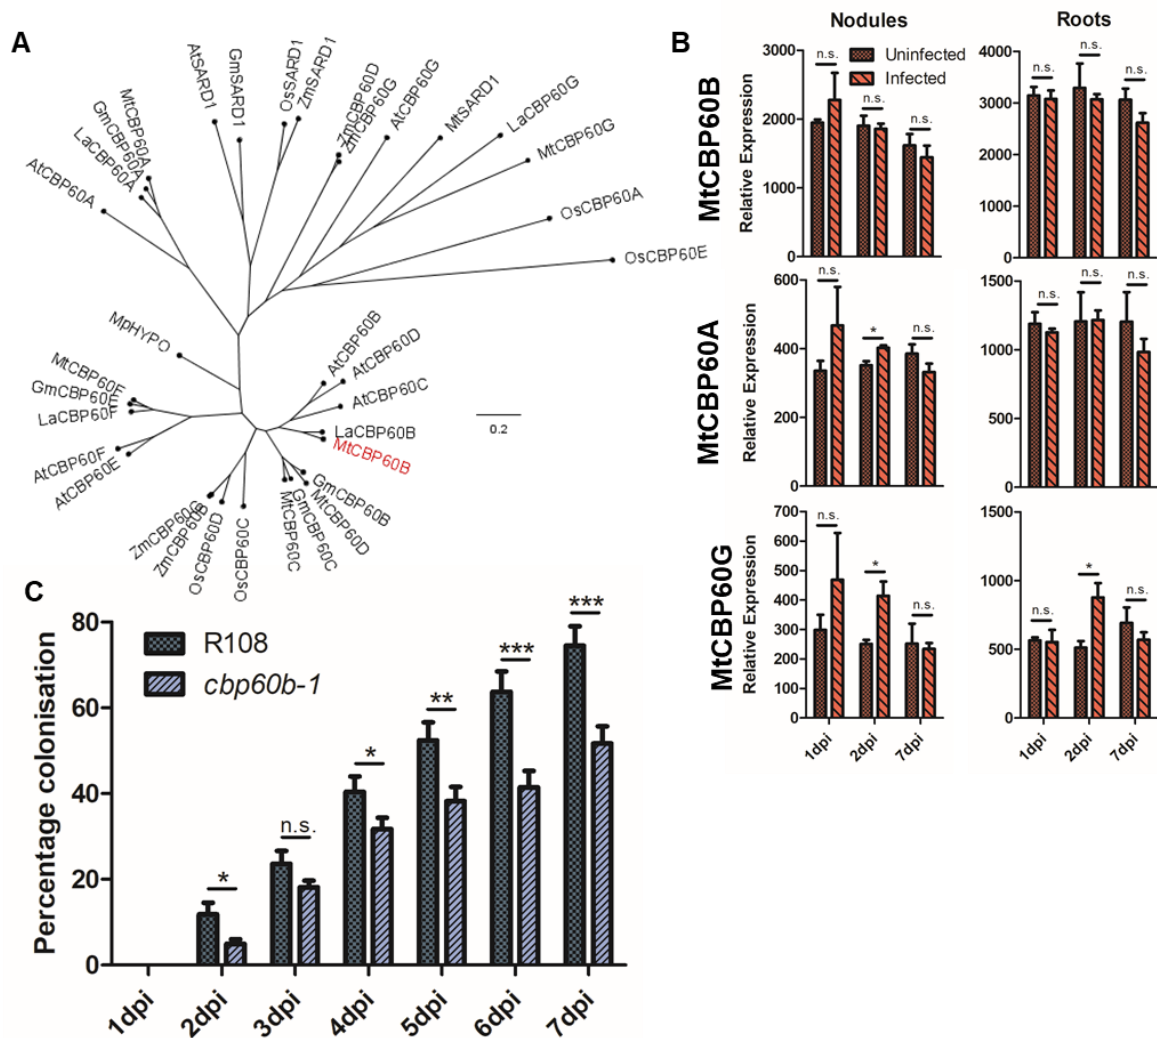 A
AtSARD1
GmSARD1
OsSARD1
ZmSARD1
ZmCBP60D
ZmCBP60G
AtCBP60G
MtSARD1
LaCBP60G
MtCBP60G
OsCBP60A
OsCBP60E
MtCBP60A
GmCBP60A
LaCBP60A
AtCBP60A
MpHYPO
MtCBP60F
GmCBP60E
LaCBP60F
AtCBP60F
AtCBP60E
ZmCBP60G
ZmCBP60B
OsCBP60D
OsCBP60C
MtCBP60C
GmCBP60C
MtCBP60D
GmCBP60B
MtCBP60B
LaCBP60B
AtCBP60C
AtCBP60D
AtCBP60B
0.2
B
Nodules
Roots
Uninfected
Infected
MtCBP60B
Relative Expression
3000
2000
1000
0
n.s.
n.s.
n.s.
4000
3000
2000
1000
0
n.s.
n.s.
n.s.
MtCBP60A
Relative Expression
600
400
200
0
n.s.
*
n.s.
1500
1000
500
0
n.s.
n.s.
n.s.
MtCBP60G
Relative Expression
700
600
500
400
300
200
100
0
n.s.
*
n.s.
1500
1000
500
0
n.s.
*
n.s.
1dpi
2dpi
7dpi
1dpi
2dpi
7dpi
C
R108
cbp60b-1
Percentage colonisation
80
60
40
20
0
*
n.s.
*
**
***
***
1dpi
2dpi
3dpi
4dpi
5dpi
6dpi
7dpi